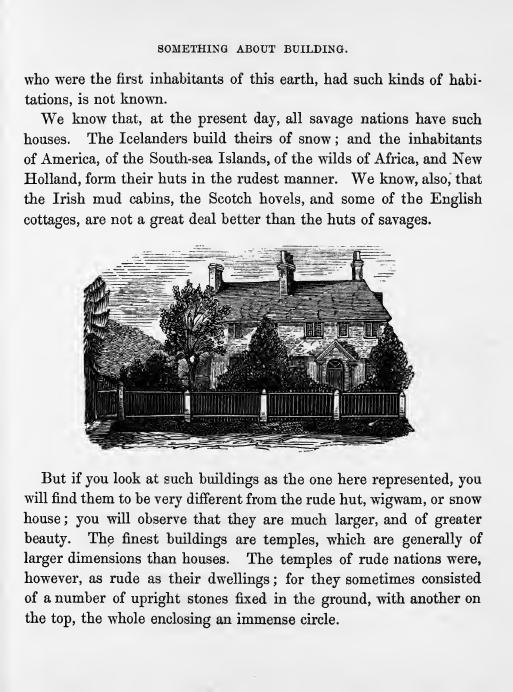 SOMETHING ABOUT BUILDING.
who were the first inhabitants of this earth, had such kinds of habi-
tations, is not known.
We know that, at the present day, all savage nations have such
houses. The Icelanders build theirs of snow; and the inhabitants
of America, of the South-sea Islands, of the wilds of Africa, and New
Holland, form their huts in the rudest manner. We know, also, that
the Irish mud cabins, the Scotch hovels, and some of the English
cottages, are not a great deal better than the huts of savages.
But if you look at such buildings as the one here represented, you
will find them to be very different from the rude hut, wigwam, or snow
house; you will observe that they are much larger, and of greater
beauty. The finest buildings are temples, which are generally of
larger dimensions than houses. The temples of rude nations were,
however, as rude as their dwellings; for they sometimes consisted
of a number of upright stones fixed in the ground, with another on
the top, the whole enclosing an immense circle.